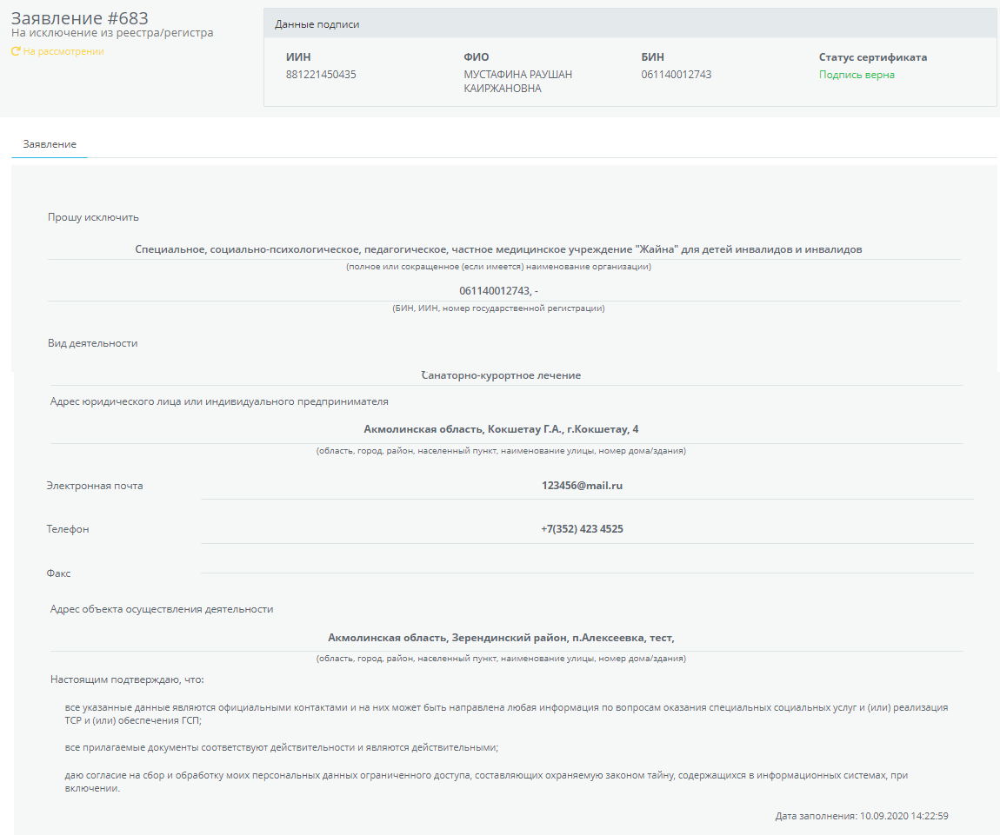 Заявление #683
На исключение из реестра/регистра
На рассмотрении
Данные подписи
ИИН ФИО БИН Статус сертификата
881221450435 МУСТАФИНА РАУШАН 061140012743 Подпись верна
КАИРЖАНОВНА
Заявление
Прошу исключить
Специальное, социально-психологическое, педагогическое, частное медицинское учреждение "Жайна" для детей инвалидов и инвалидов
(полное или сокращенное (если имеется) наименование организации)
061140012743, -
(БИН, ИИН, номер государственной регистрации)
Вид деятельности
Санаторно-курортное лечение
Адрес юридического лица или индивидуального предпринимателя
Акмолинская область, Кокшетау Г.А., г.Кокшетау, 4
(область, город, район, населенный пункт, наименование улицы, номер дома/здания)
Электронная почта 123456@mail.ru
Телефон +7(352) 423 4525
Факс
Адрес объекта осуществления деятельности
Акмолинская область, Зерендинский район, п.Алексеевка, тест,
(область, город, район, населенный пункт, наименование улицы, номер дома/здания)
Настоящим подтверждаю, что:
все указанные данные являются официальными контактами и на них может быть направлена любая информация по вопросам оказания специальных социальных услуг и (или) реализация
ТСР и (или) обеспечения ГСП;
все прилагаемые документы соответствуют действительности и являются действительными;
даю согласие на сбор и обработку моих персональных данных ограниченного доступа, составляющих охраняемую законом тайну, содержащихся в информационных системах, при
включении.
Дата заполнения: 10.09.2020 14:22:59